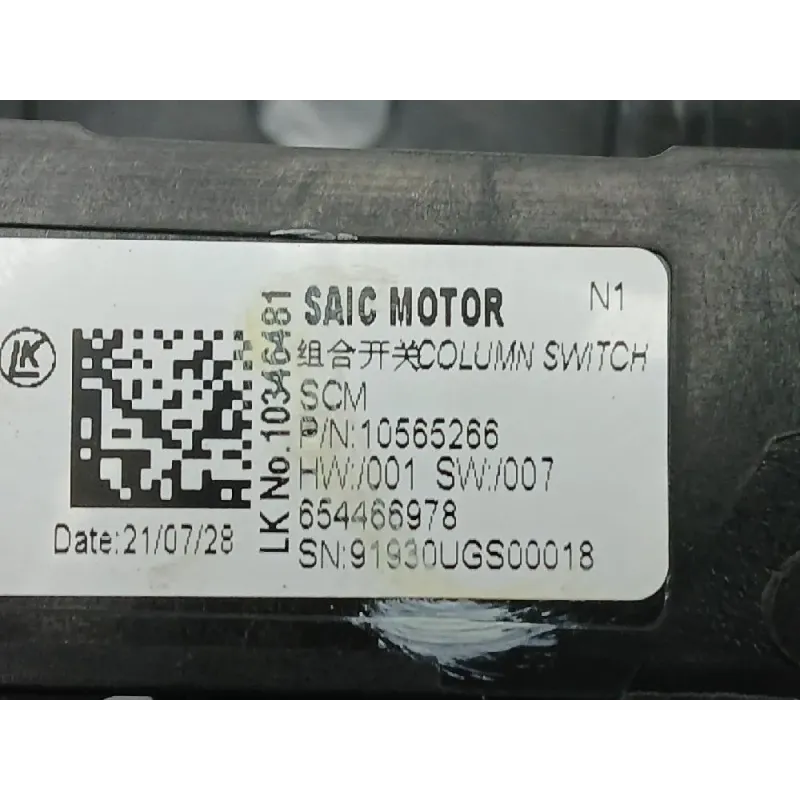 LK
Date:21/07/28
LK No.10346481
SAIC MOTOR
N1
组合开关COLUMN SWITCH
SCM
P/N:10565266
HW:/001 SW:/007
654466978
SN:91930UGS00018